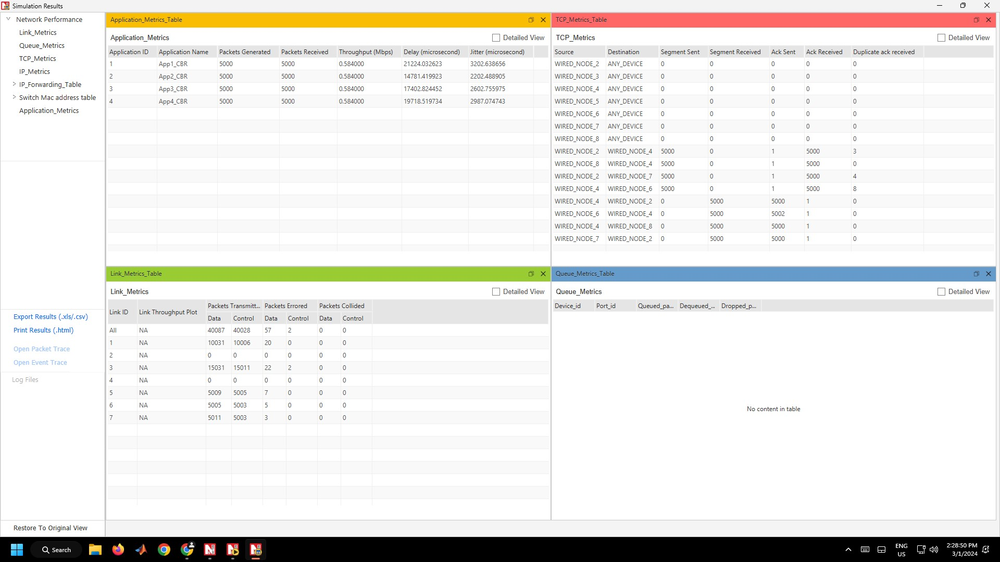 Simulation Results
Network Performance
Link_Metrics
Queue_Metrics
TCP_Metrics
IP_Metrics
IP_Forwarding_Table
Switch Mac address table
Application_Metrics
Export Results (.xls/.csv)
Print Results (.html)
Open Packet Trace
Open Event Trace
Log Files
Restore To Original View
Application_Metrics_Table
Application_Metrics Detailed View
Application ID Application Name Packets Generated Packets Received Throughput (Mbps) Delay (microsecond) Jitter (microsecond)
1 App1_CBR 5000 5000 0.584000 21224.032623 3202.638656
2 App2_CBR 5000 5000 0.584000 14781.419923 2202.488905
3 App3_CBR 5000 5000 0.584000 17402.824452 2602.755975
4 App4_CBR 5000 5000 0.584000 19718.519734 2987.074743
TCP_Metrics_Table
TCP_Metrics Detailed View
Source Destination Segment Sent Segment Received Ack Sent Ack Received Duplicate ack received
WIRED_NODE_2 ANY_DEVICE 0 0 0 0 0
WIRED_NODE_3 ANY_DEVICE 0 0 0 0 0
WIRED_NODE_4 ANY_DEVICE 0 0 0 0 0
WIRED_NODE_5 ANY_DEVICE 0 0 0 0 0
WIRED_NODE_6 ANY_DEVICE 0 0 0 0 0
WIRED_NODE_7 ANY_DEVICE 0 0 0 0 0
WIRED_NODE_8 ANY_DEVICE 0 0 0 0 0
WIRED_NODE_2 WIRED_NODE_4 5000 0 1 5000 3
WIRED_NODE_8 WIRED_NODE_4 5000 0 1 5000 0
WIRED_NODE_2 WIRED_NODE_7 5000 0 1 5000 4
WIRED_NODE_4 WIRED_NODE_6 5000 0 1 5000 8
WIRED_NODE_4 WIRED_NODE_2 0 5000 5000 1 0
WIRED_NODE_6 WIRED_NODE_4 0 5000 5002 1 0
WIRED_NODE_4 WIRED_NODE_8 0 5000 5000 1 0
WIRED_NODE_7 WIRED_NODE_2 0 5000 5000 1 0
Link_Metrics_Table
Link_Metrics Detailed View
Link ID Link Throughput Plot Packets Transmitt... Packets Errored Packets Collided
Data Control Data Control Data Control
All NA 40087 40028 57 2 0 0
1 NA 10031 10006 20 0 0 0
2 NA 0 0 0 0 0 0
3 NA 15031 15011 22 2 0 0
4 NA 0 0 0 0 0 0
5 NA 5009 5005 7 0 0 0
6 NA 5005 5003 5 0 0 0
7 NA 5011 5003 3 0 0 0
Queue_Metrics_Table
Queue_Metrics Detailed View
Device_id Port_id Queued_pa... Dequeued_... Dropped_p...
No content in table
Search
ENG
US
2:28:50 PM
3/1/2024